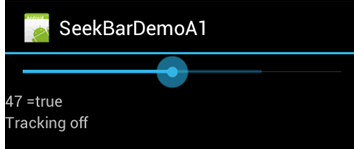 SeekBarDemoA1
47 =true
Tracking off